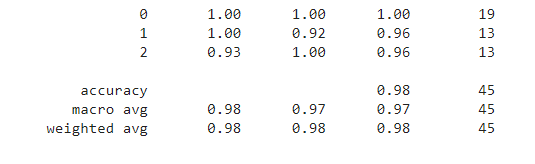 0 1.00 1.00 1.00 19
1 1.00 0.92 0.96 13
2 0.93 1.00 0.96 13
accuracy 0.98 45
macro avg 0.98 0.97 0.97 45
weighted avg 0.98 0.98 0.98 45